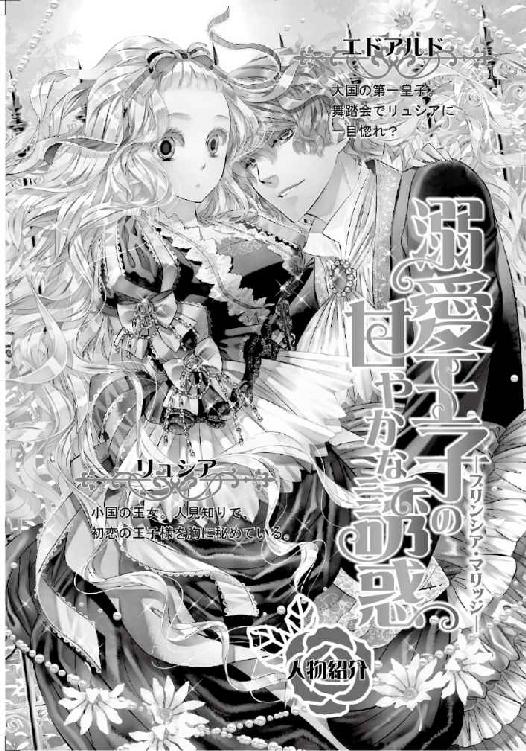 エドアルド
大国の第一皇子。
舞踏会でリュシアに
一目惚れ？
溺愛王子の
甘やかな誘惑
―プリンシア・マリッジ―
リュシア
小国の王女。人見知りで、
初恋の王子様を胸に秘めている。
人物紹介